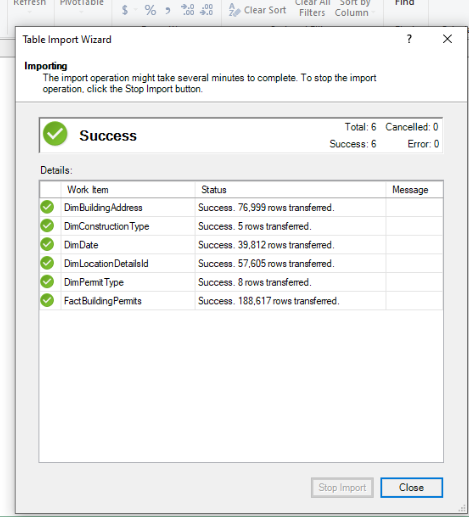 Refresh PivotTable $ % , .0 .00 .00 .0 A Z Clear Sort Clear All Filters Sort by Column Find
Table Import Wizard ? X
Importing
The import operation might take several minutes to complete. To stop the import
operation, click the Stop Import button.
Success
Total: 6 Cancelled: 0
Success: 6 Error: 0
Details:
Work Item Status Message
DimBuildingAddress Success. 76,999 rows transferred.
DimConstructionType Success. 5 rows transferred.
DimDate Success. 39,812 rows transferred.
DimLocationDetailsId Success. 57,605 rows transferred.
DimPermitType Success. 8 rows transferred.
FactBuildingPermits Success. 188,617 rows transferred.
Stop Import Close